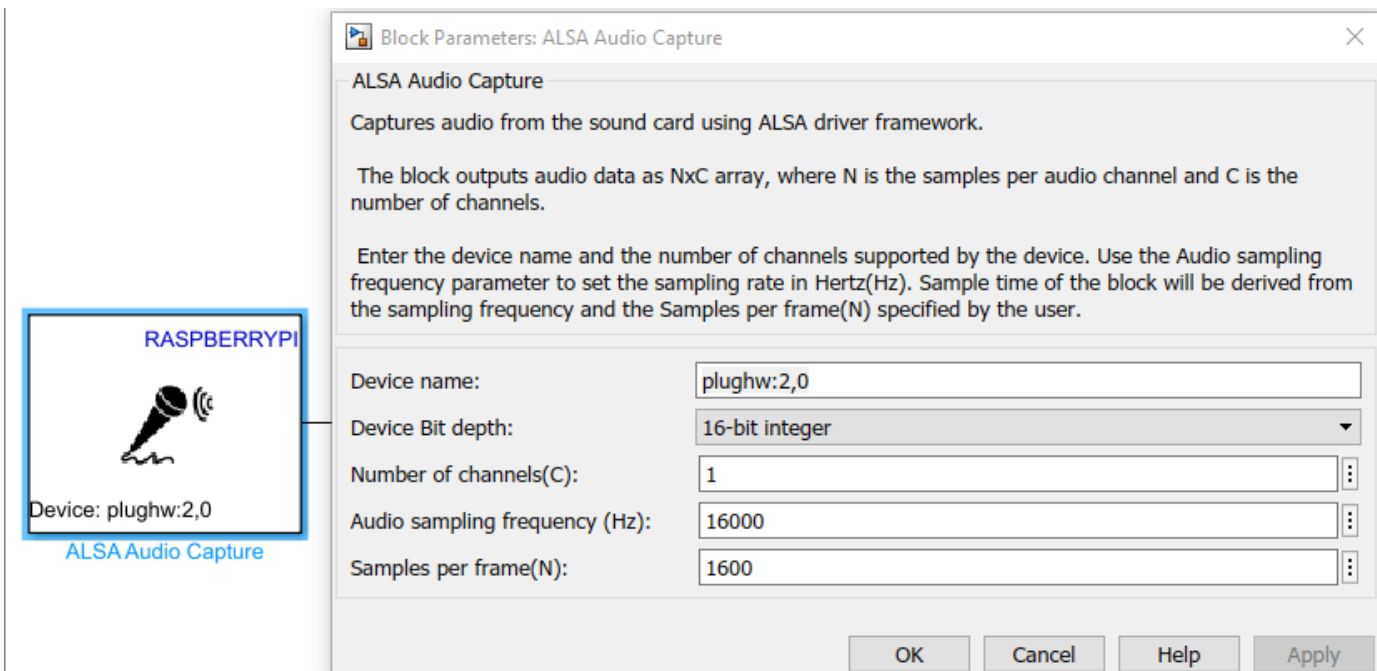 Block Parameters: ALSA Audio Capture
ALSA Audio Capture
Captures audio from the sound card using ALSA driver framework.
The block outputs audio data as NxC array, where N is the samples per audio channel and C is the
number of channels.
Enter the device name and the number of channels supported by the device. Use the Audio sampling
frequency parameter to set the sampling rate in Hertz(Hz). Sample time of the block will be derived from
the sampling frequency and the Samples per frame(N) specified by the user.
RASPBERRYPI
Device: plughw:2,0
ALSA Audio Capture
Device name: plughw:2,0
Device Bit depth: 16-bit integer
Number of channels(C): 1
Audio sampling frequency (Hz): 16000
Samples per frame(N): 1600
OK Cancel Help Apply